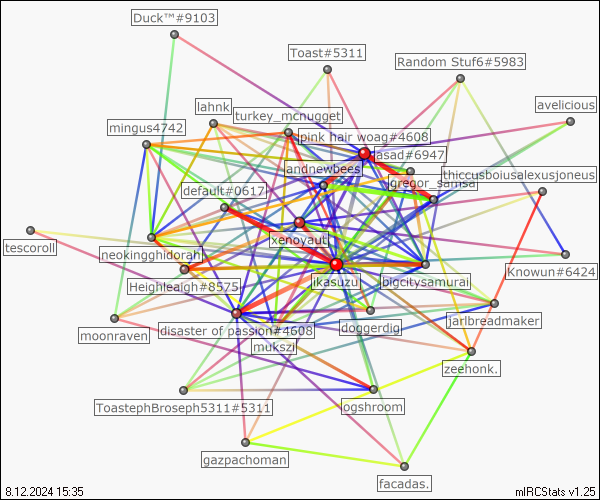 Duck™#9103
Toast#5311
Random Stuf6#5983
lahnk
turkey_mcnugget
avelicious
mingus4742
pink hair woag#4608
asad#6947
landnewbees
thiccusboiusalexusjoneus
gregor_samsa
default#0617
tescoroll
xenoyaut
neokingghidorah
Knowun#6424
Heighleaigh#8575
ikasuzu
bigcitysamurai
disaster of passion#4608
doggerdig
jarlbreadmaker
moonraven
mukszi
zeehonk.
ToastephBroseph5311#5311
ogshroom
gazpachoman
facadas.
8.12.2024 15:35
mIRCStats v1.25